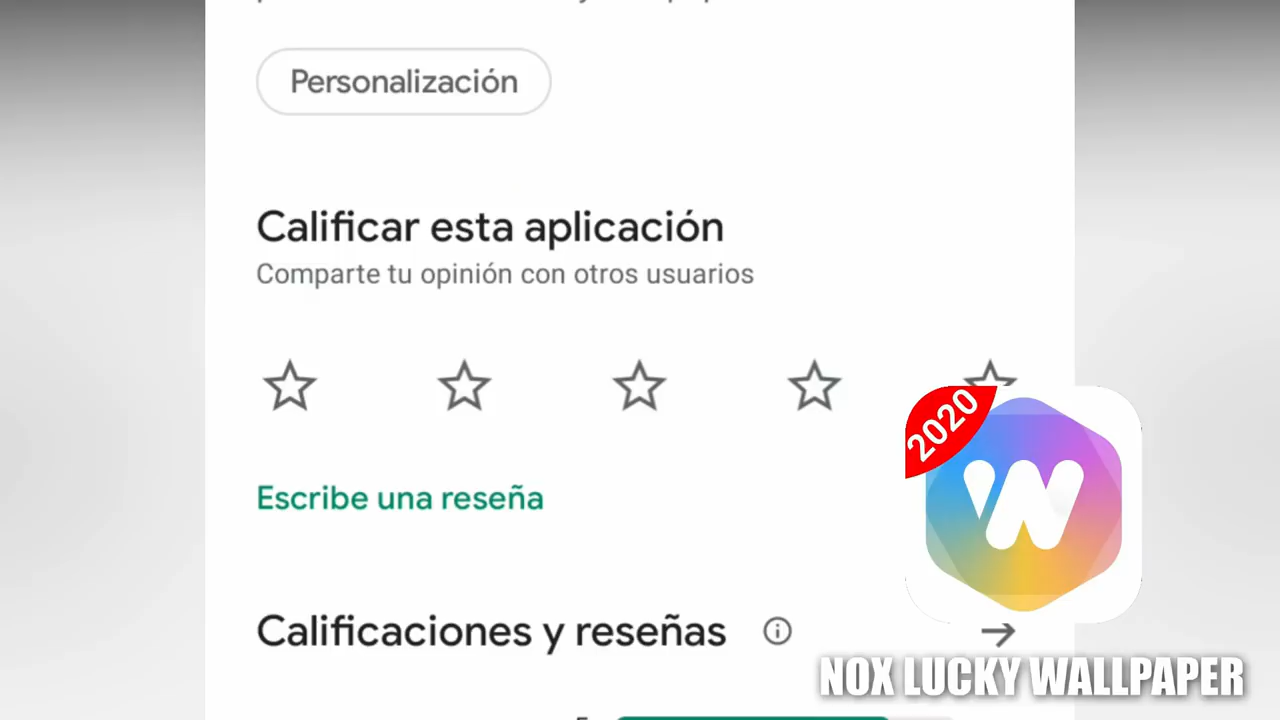 Personalización
Calificar esta aplicación
Comparte tu opinión con otros usuarios
2020
W
Escribe una reseña
Calificaciones y reseñas
NOX LUCKY WALLPAPER